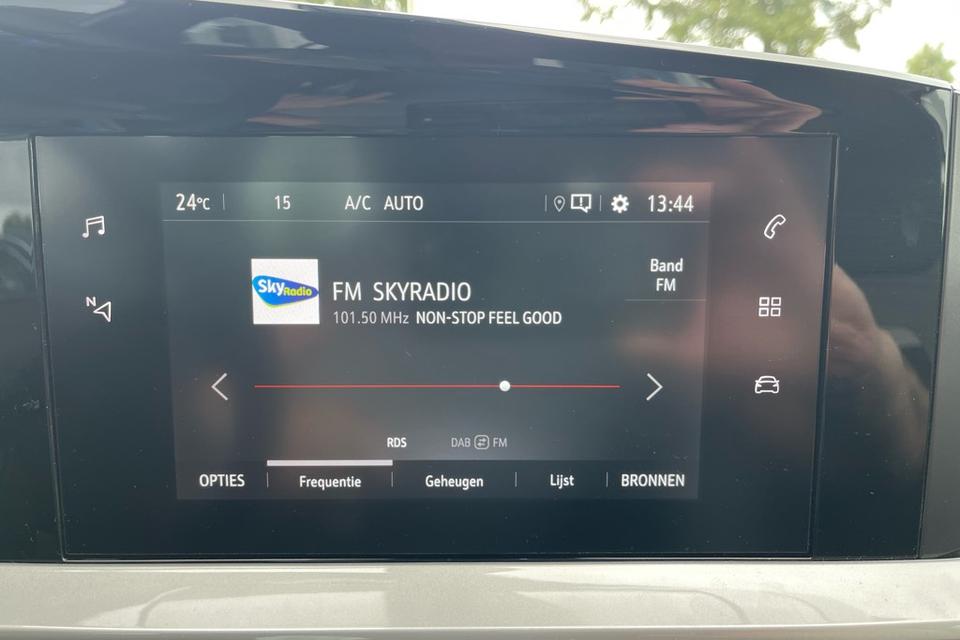 24°C 15 A/C AUTO 13:44
N
Sky Radio
FM SKYRADIO
101.50 MHz NON-STOP FEEL GOOD
Band
FM
RDS DAB FM
OPTIES Frequentie Geheugen Lijst BRONNEN